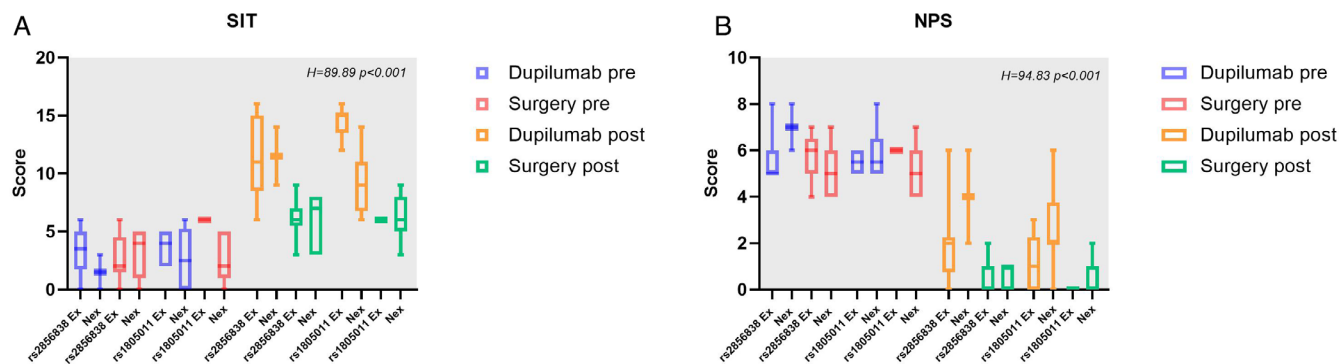 A
SIT
H=89.89 p<0.001
Score
20
15
10
5
0
rs2856838 Ex
Nex
rs2856838 Ex
Nex
rs1805011 Ex
Nex
rs1805011 Ex
Nex
rs2856838 Ex
Nex
rs2856838 Ex
Nex
rs1805011 Ex
Nex
rs1805011 Ex
Nex
Dupilumab pre
Surgery pre
Dupilumab post
Surgery post
B
NPS
H=94.83 p<0.001
Score
10
8
6
4
2
0
rs2856838 Ex
Nex
rs2856838 Ex
Nex
rs1805011 Ex
Nex
rs1805011 Ex
Nex
rs2856838 Ex
Nex
rs2856838 Ex
Nex
rs1805011 Ex
Nex
rs1805011 Ex
Nex
Dupilumab pre
Surgery pre
Dupilumab post
Surgery post